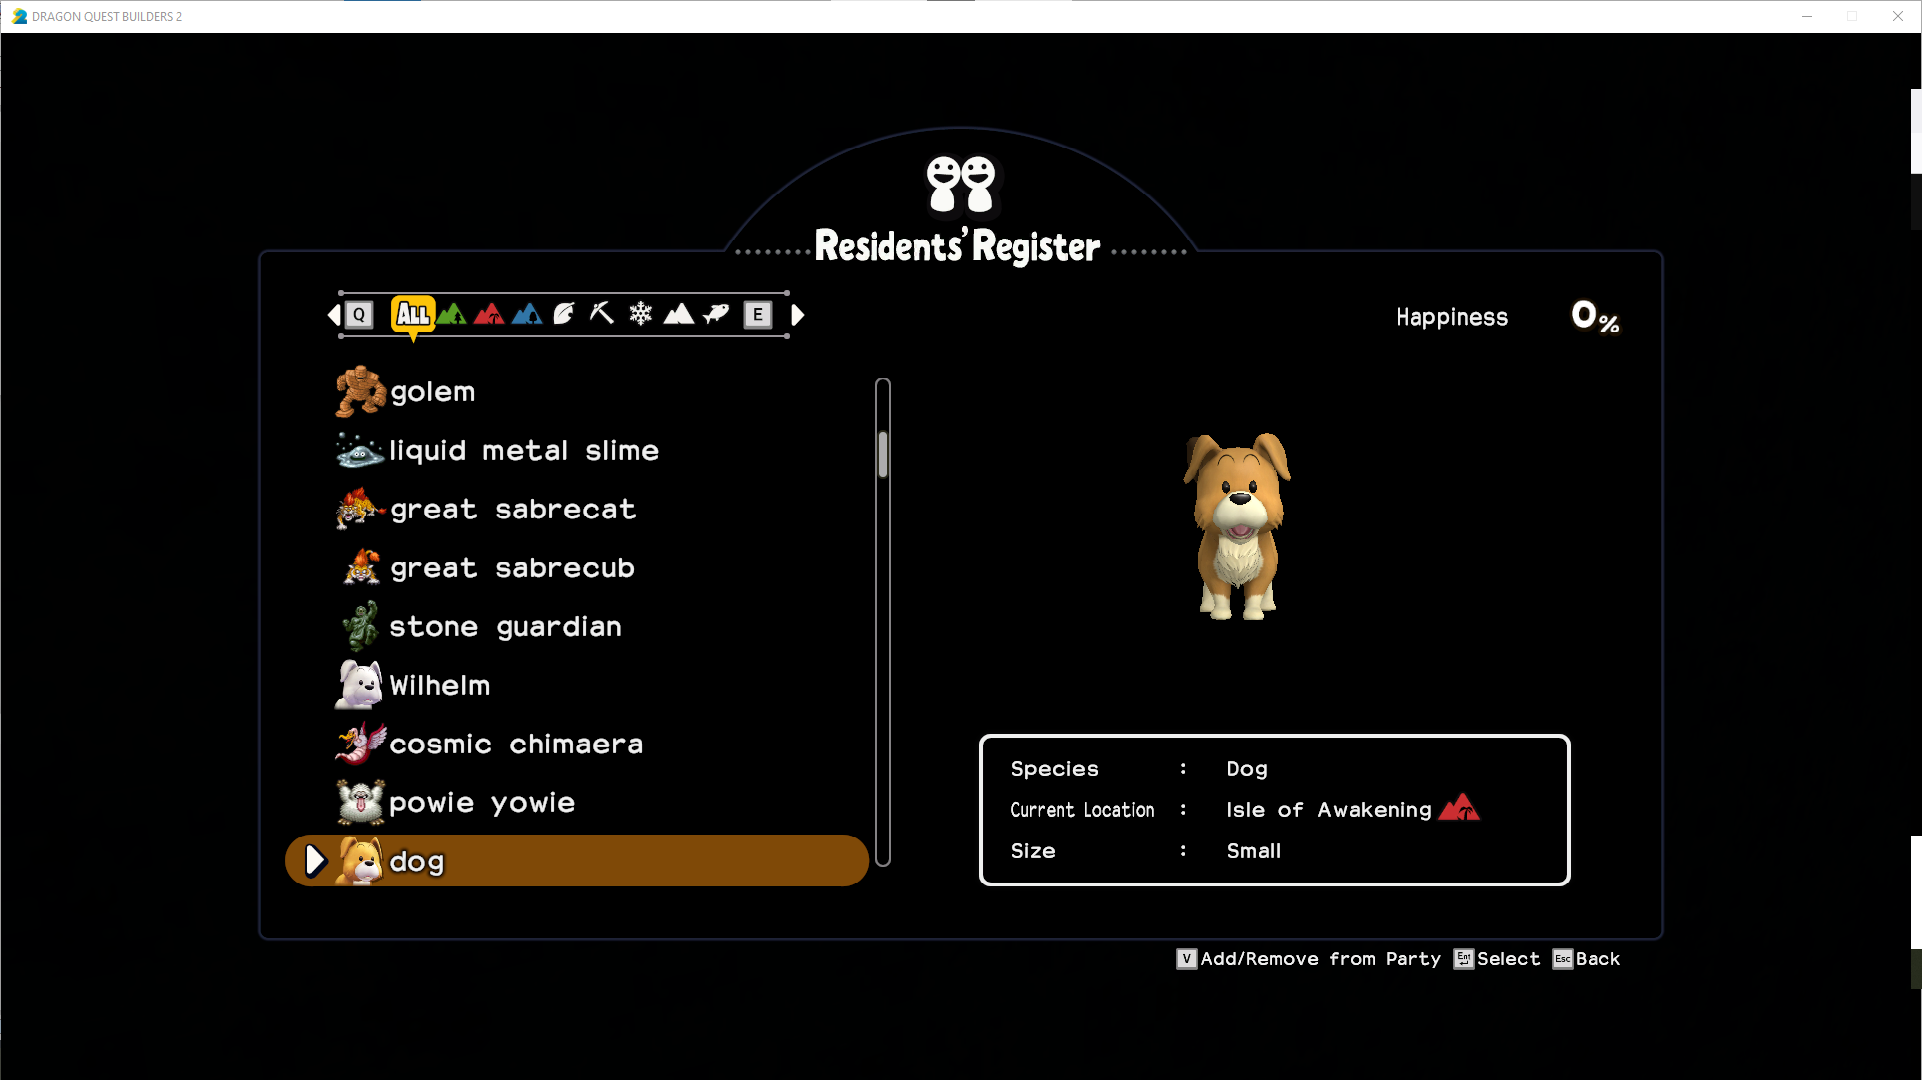 DRAGON QUEST BUILDERS 2
Residents' Register
Q ALL E
Happiness 0%
golem
liquid metal slime
great sabrecat
great sabrecub
stone guardian
Wilhelm
cosmic chimaera
powie yowie
dog
Species : Dog
Current Location : Isle of Awakening
Size : Small
V Add/Remove from Party Ent Select Esc Back